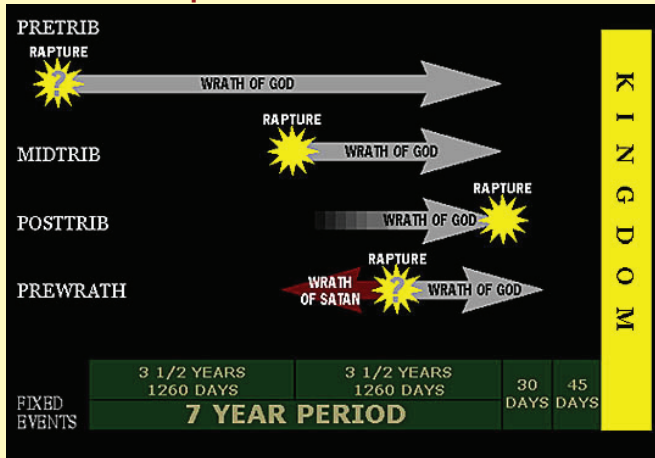 PRETRIB
RAPTURE
?
WRATH OF GOD
RAPTURE
MIDTRIB
WRATH OF GOD
RAPTURE
POSTTRIB
WRATH OF GOD
RAPTURE
PREWRATH
WRATH
OF SATAN
?
WRATH OF GOD
KINGDOM
FIXED
EVENTS
3 1/2 YEARS
1260 DAYS
3 1/2 YEARS
1260 DAYS
30
DAYS
45
DAYS
7 YEAR PERIOD